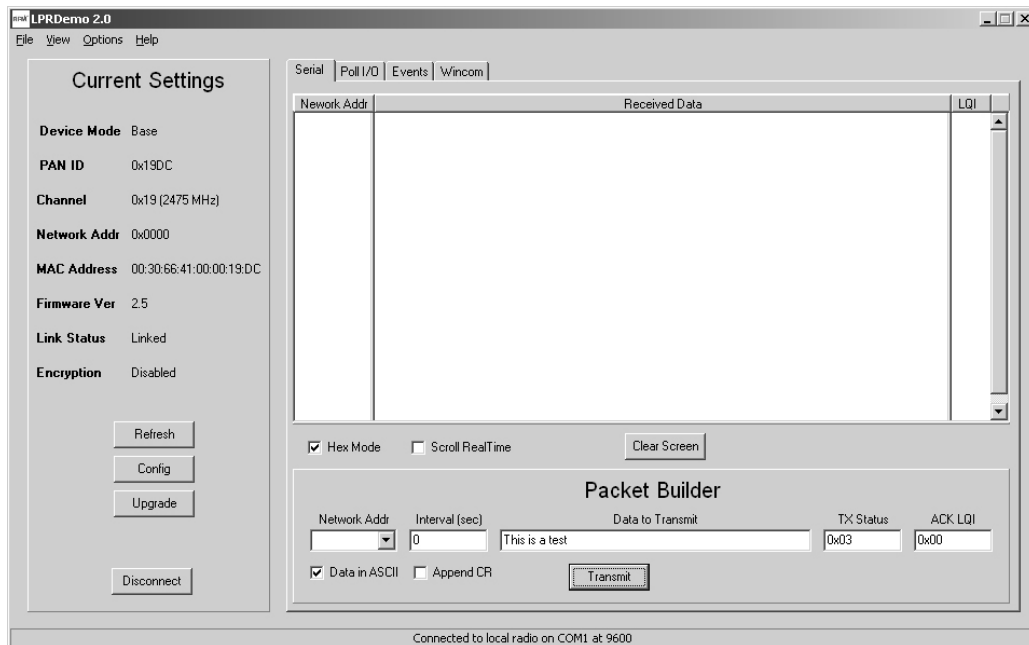 LPRDemo 2.0
File View Options Help
Current Settings
Device Mode Base
PAN ID 0x19DC
Channel 0x19 (2475 MHz)
Network Addr 0x0000
MAC Address 00:30:66:41:00:00:19:DC
Firmware Ver 2.5
Link Status Linked
Encryption Disabled
Refresh
Config
Upgrade
Disconnect
Serial Poll I/O Events Wincom
Nework Addr Received Data LQI
Hex Mode Scroll RealTime Clear Screen
Packet Builder
Network Addr Interval (sec) Data to Transmit TX Status ACK LQI
0 This is a test 0x03 0x00
Data in ASCII Append CR Transmit
Connected to local radio on COM1 at 9600